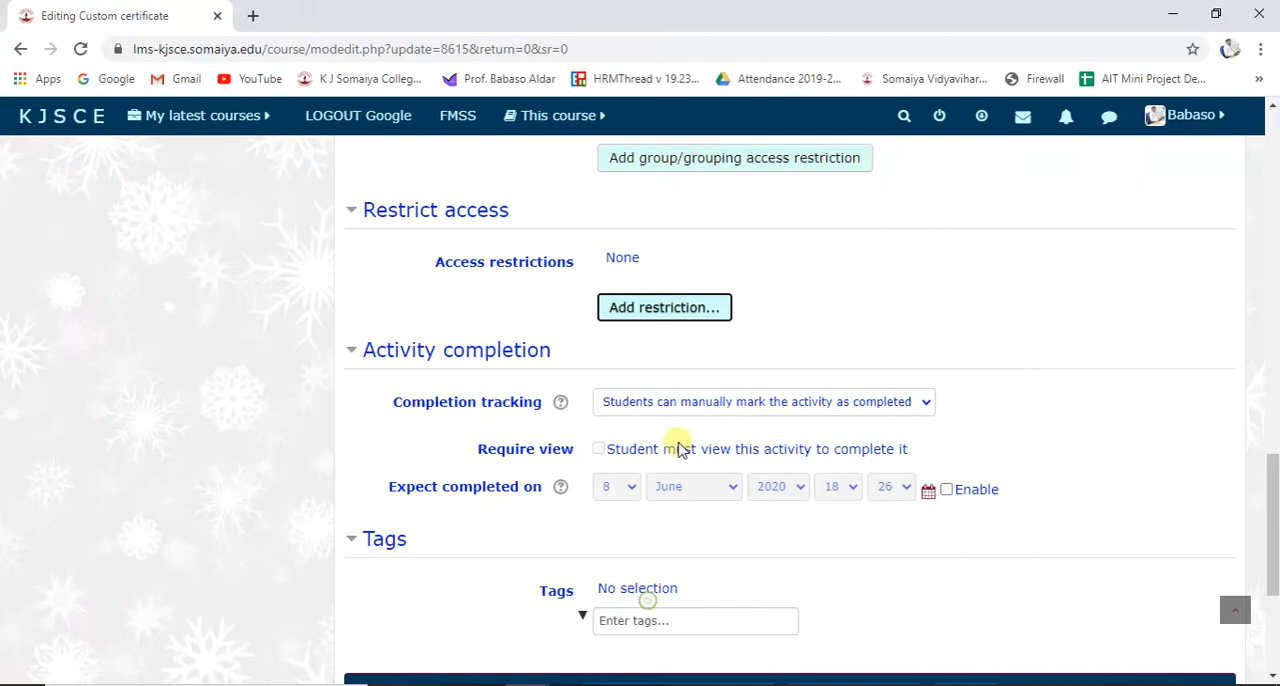 Editing Custom certificate
lms-kjsce.somaiya.edu/course/modedit.php?update=8615&return=0&sr=0
Apps Google Gmail YouTube K J Somaiya Colleg... Prof. Babaso Aldar HRMThread v 19.23... Attendance 2019-2... Somaiya Vidyavihar... Firewall AIT Mini Project De... »
KJSCE My latest courses LOGOUT Google FMSS This course Babaso
Add group/grouping access restriction
Restrict access
Access restrictions None
Add restriction...
Activity completion
Completion tracking ? Students can manually mark the activity as completed
Require view Student must view this activity to complete it
Expect completed on ? 8 June 2020 18 26 Enable
Tags
Tags No selection
Enter tags...